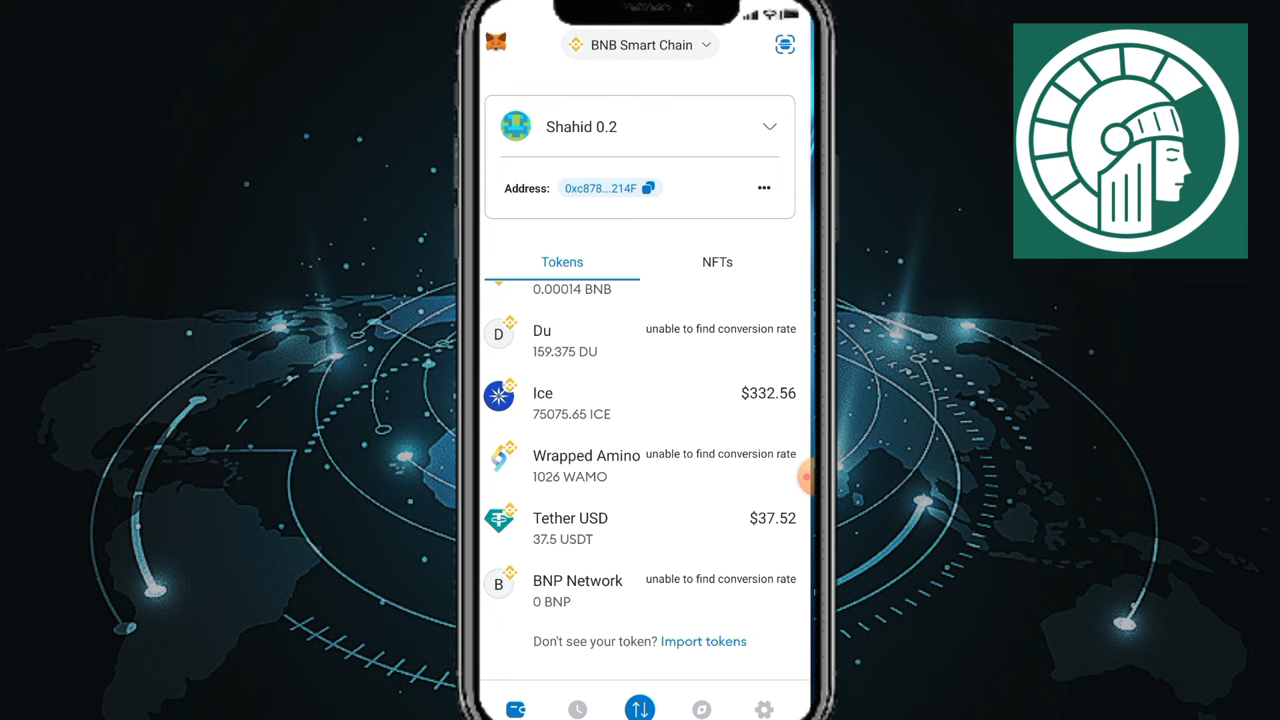 BNB Smart Chain
Shahid 0.2
Address: 0xc878...214F
Tokens NFTs
0.00014 BNB
D Du unable to find conversion rate
159.375 DU
Ice $332.56
75075.65 ICE
Wrapped Amino unable to find conversion rate
1026 WAMO
Tether USD $37.52
37.5 USDT
B BNP Network unable to find conversion rate
0 BNP
Don't see your token? Import tokens